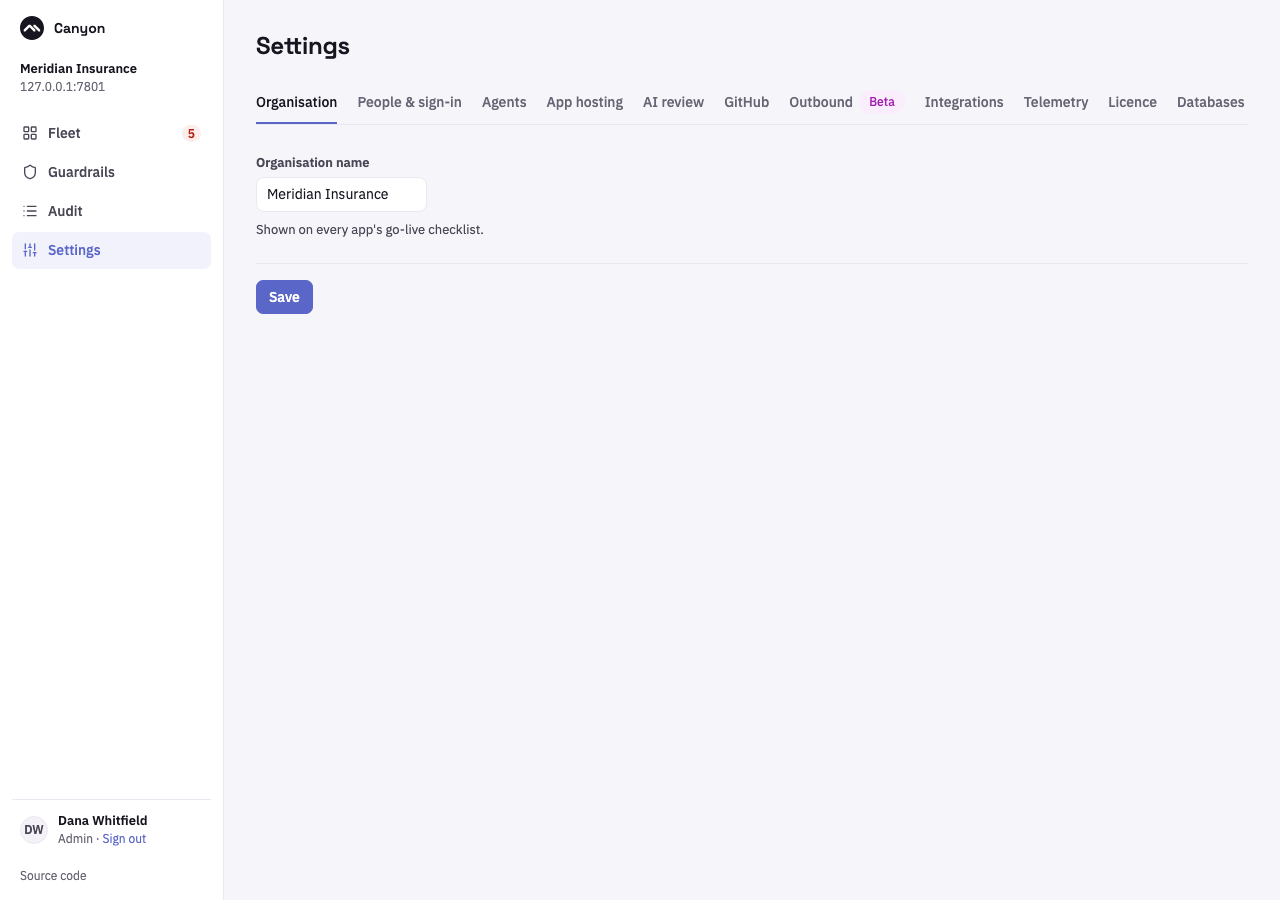 Canyon
Meridian Insurance
127.0.0.1:7801
Fleet 5
Guardrails
Audit
Settings
Dana Whitfield
DW
Admin · Sign out
Source code
Settings
Organisation People & sign-in Agents App hosting AI review GitHub Outbound Beta Integrations Telemetry Licence Databases
Organisation name
Meridian Insurance
Shown on every app's go-live checklist.
Save